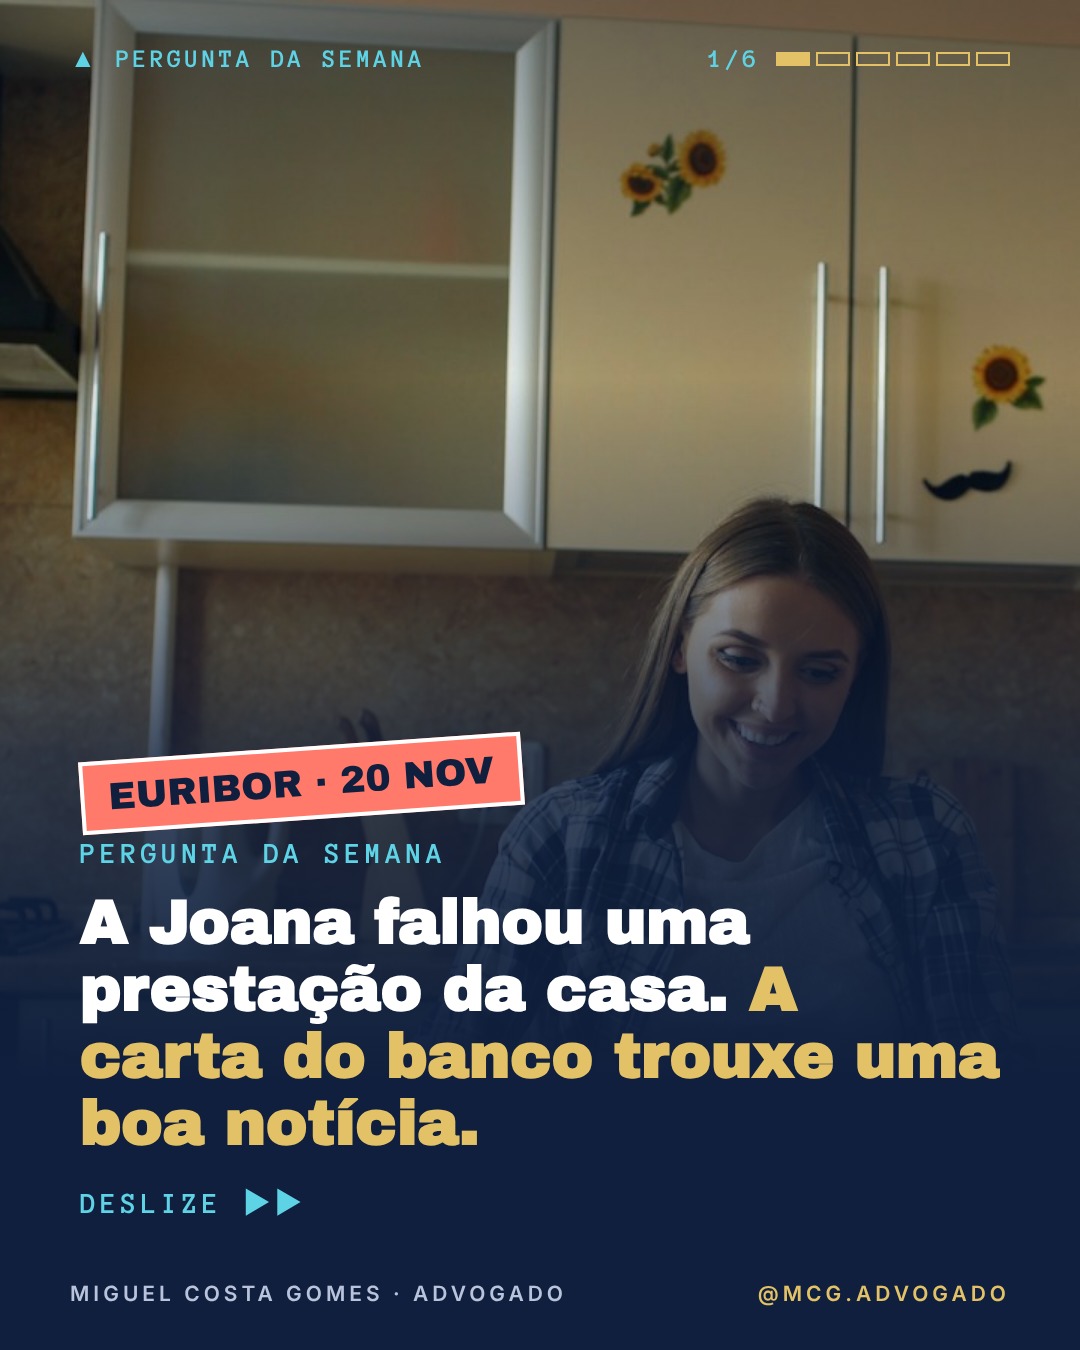 ▲ PERGUNTA DA SEMANA
1/6
EURIBOR · 20 NOV
PERGUNTA DA SEMANA
A Joana falhou uma
prestação da casa. A
carta do banco trouxe uma
boa notícia.
DESLIZE ▶▶
MIGUEL COSTA GOMES · ADVOGADO
@MCG.ADVOGADO